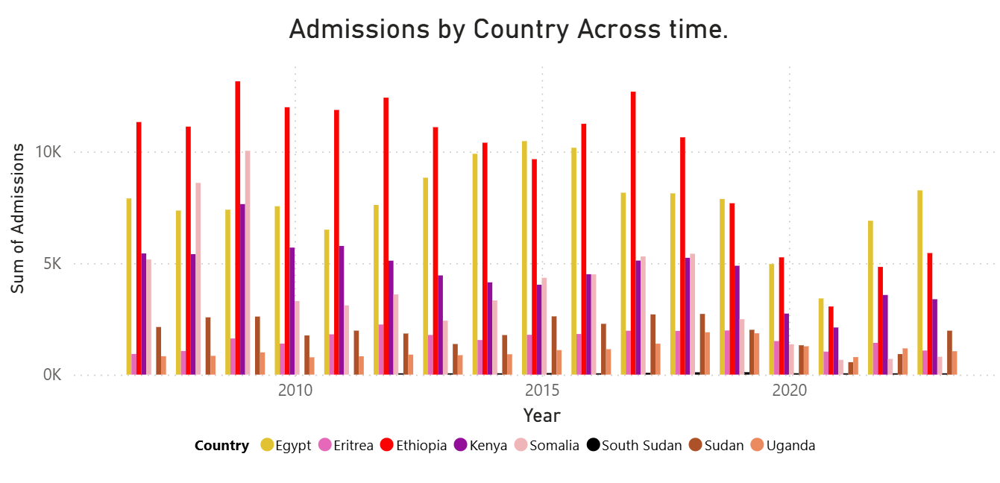 Admissions by Country Across time.
Sum of Admissions
10K
5K
0K
2010 2015 2020
Year
Country Egypt Eritrea Ethiopia Kenya Somalia South Sudan Sudan Uganda